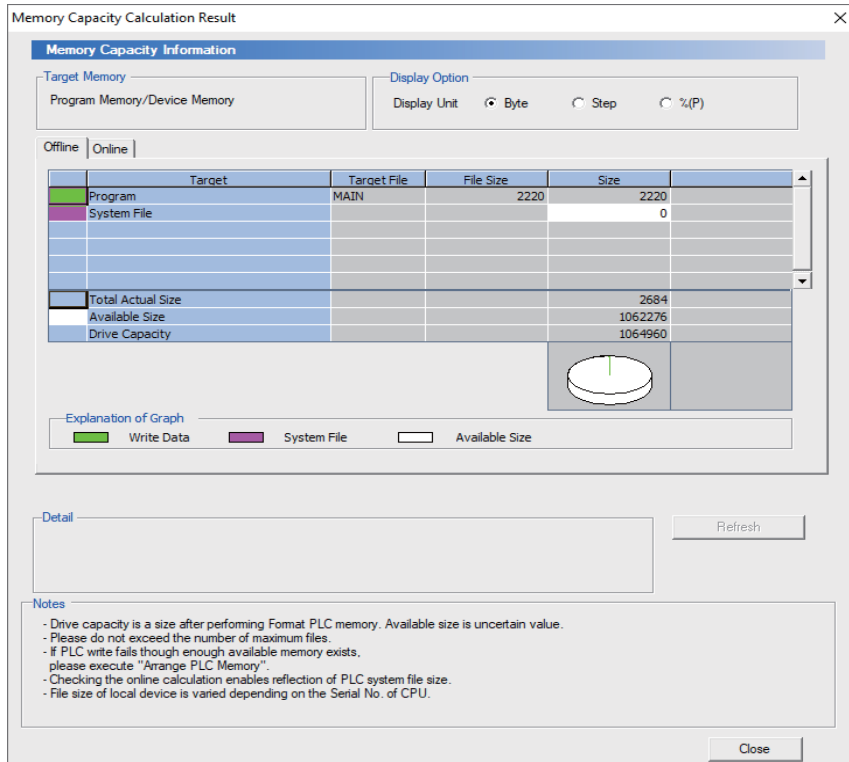 Memory Capacity Calculation Result
Memory Capacity Information
Target Memory
Program Memory/Device Memory
Display Option
Display Unit Byte Step %(P)
Offline Online
Target Target File File Size Size
Program MAIN 2220 2220
System File 0
Total Actual Size 2684
Available Size 1062276
Drive Capacity 1064960
Explanation of Graph
Write Data System File Available Size
Detail
Refresh
Notes
- Drive capacity is a size after performing Format PLC memory. Available size is uncertain value.
- Please do not exceed the number of maximum files.
- If PLC write fails though enough available memory exists,
please execute "Arrange PLC Memory".
- Checking the online calculation enables reflection of PLC system file size.
- File size of local device is varied depending on the Serial No. of CPU.
Close